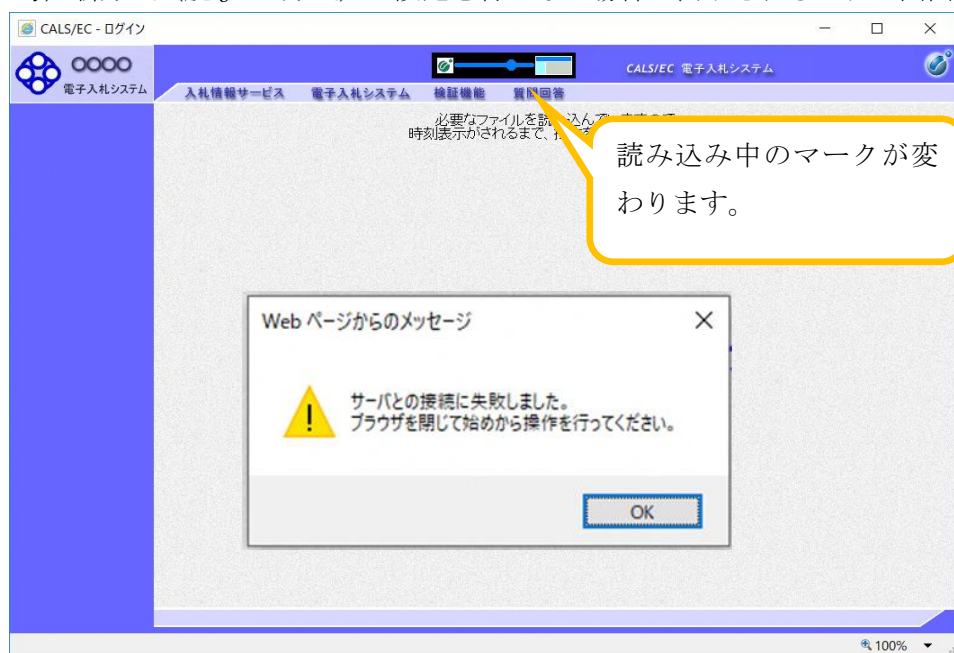 CALS/EC - ログイン
○○○○
電子入札システム
CALS/EC 電子入札システム
入札情報サービス 電子入札システム 検証機能 質問回答
必要なファイルを読み込んで
時刻表示がされるまで、
読み込み中のマークが変
わります。
Web ページからのメッセージ
サーバとの接続に失敗しました。
ブラウザを閉じて始めから操作を行ってください。
OK
100%